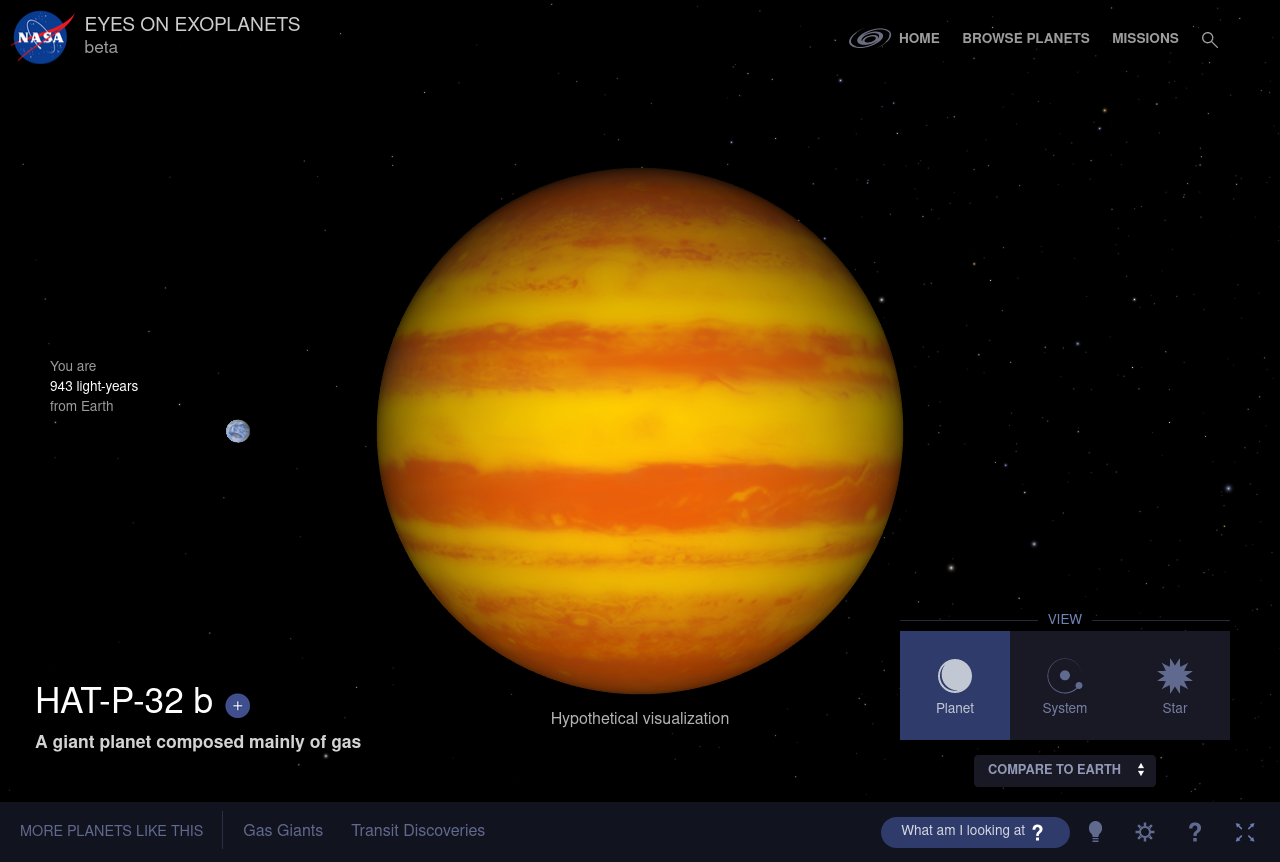 NASA
EYES ON EXOPLANETS
beta
HOME
BROWSE PLANETS
MISSIONS
You are
943 light-years
from Earth
HAT-P-32 b +
A giant planet composed mainly of gas
Hypothetical visualization
VIEW
Planet
System
Star
COMPARE TO EARTH
MORE PLANETS LIKE THIS
Gas Giants
Transit Discoveries
What am I looking at ?
?